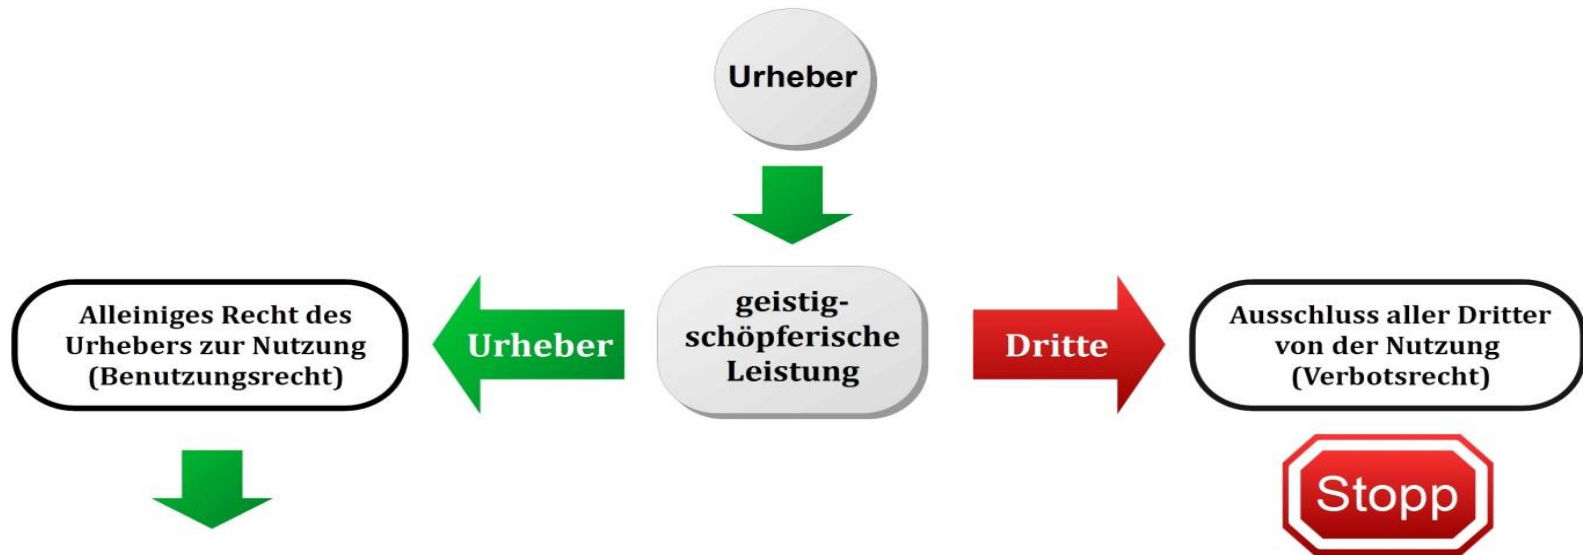 Urheber
Alleiniges Recht des
Urhebers zur Nutzung
(Benutzungsrecht)
Urheber
geistig-
schöpferische
Leistung
Dritte
Ausschluss aller Dritter
von der Nutzung
(Verbotsrecht)
Stopp